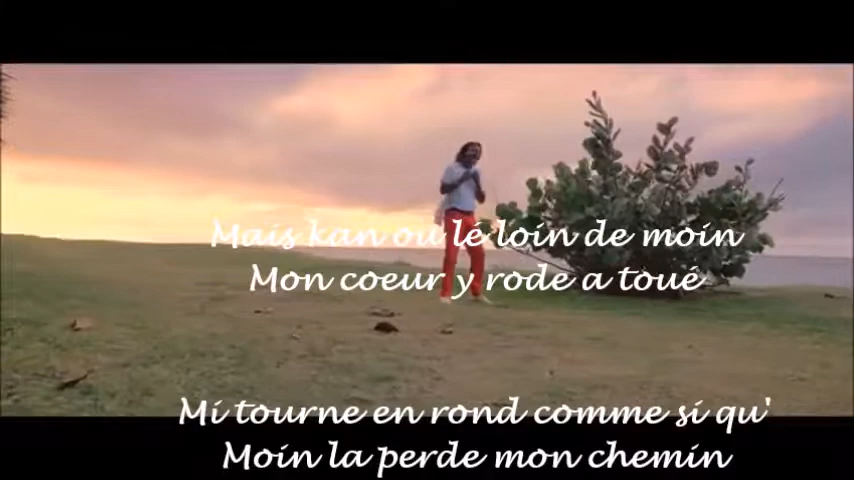 Mais kan ou lé loin de moin
Mon coeur y rode a toué
Mi tourne en rond comme si qu'
Moin la perde mon chemin